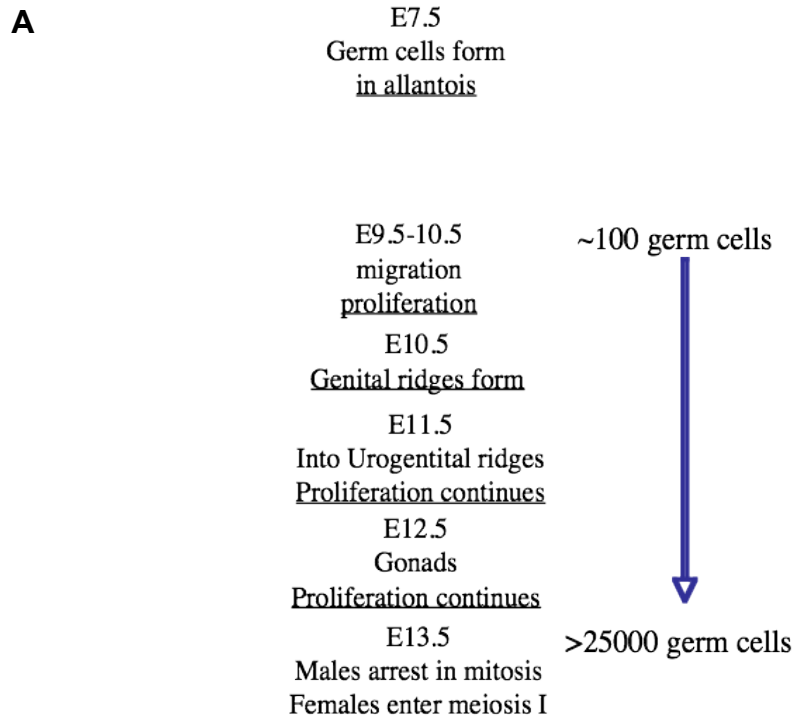 A
E7.5
Germ cells form
in allantois
E9.5-10.5
migration
proliferation
~100 germ cells
E10.5
Genital ridges form
E11.5
Into Urogentital ridges
Proliferation continues
E12.5
Gonads
Proliferation continues
E13.5
Males arrest in mitosis
Females enter meiosis I
>25000 germ cells